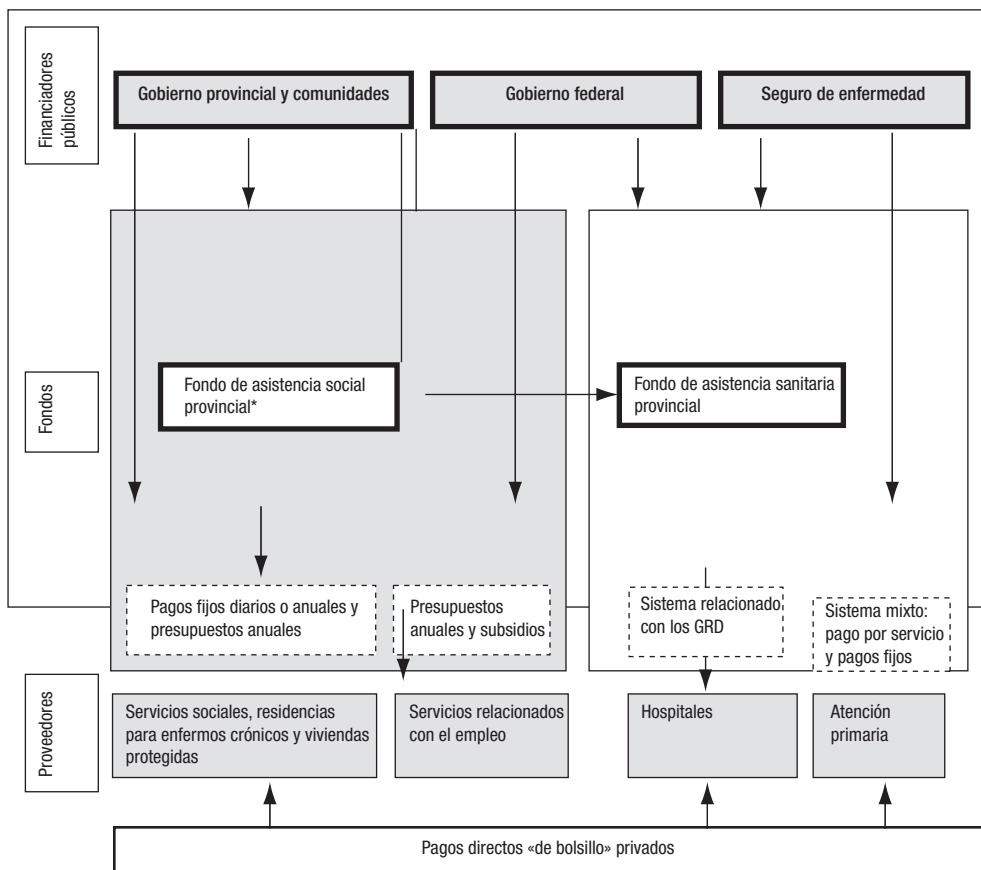 Financiadores
públicos
Gobierno provincial y comunidades
Gobierno federal
Seguro de enfermedad
Fondos
Fondo de asistencia social
provincial*
Fondo de asistencia sanitaria
provincial
Pagos fijos diarios o anuales y
presupuestos anuales
Presupuestos
anuales y subsidios
Sistema relacionado
con los GRD
Sistema mixto:
pago por servicio
y pagos fijos
Proveedores
Servicios sociales, residencias
para enfermos crónicos y viviendas
protegidas
Servicios relacionados
con el empleo
Hospitales
Atención
primaria
Pagos directos «de bolsillo» privados